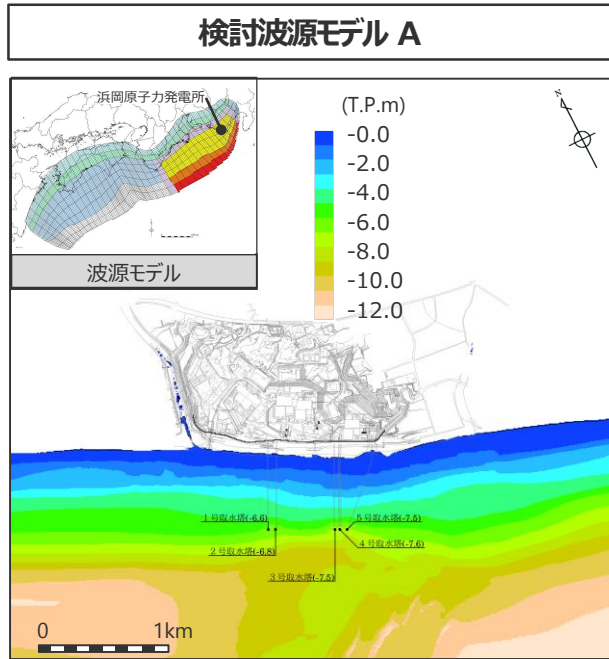 検討波源モデル A
浜岡原子力発電所
波源モデル
(T.P.m)
-0.0
-2.0
-4.0
-6.0
-8.0
-10.0
-12.0
N
1号取水塔(-6.6)
5号取水塔(-7.5)
2号取水塔(-6.8)
4号取水塔(-7.6)
3号取水塔(-7.5)
0 1km